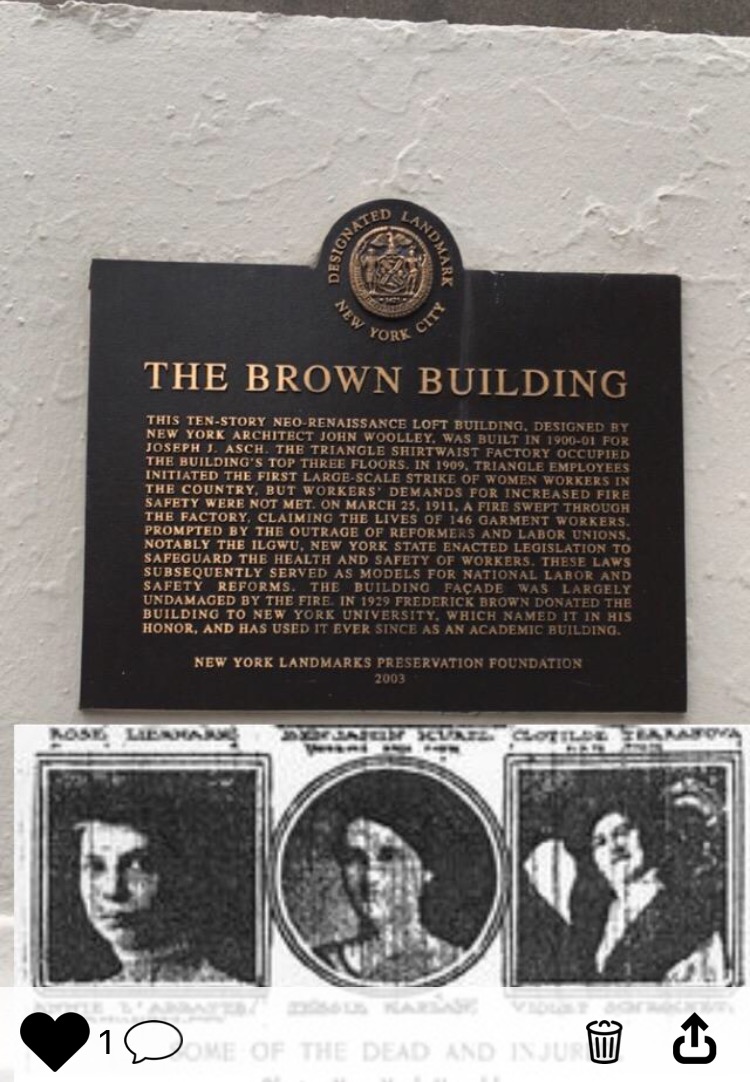 DESIGNATED LANDMARK
NEW YORK CITY
THE BROWN BUILDING
THIS TEN-STORY NEO-RENAISSANCE LOFT BUILDING, DESIGNED BY
NEW YORK ARCHITECT JOHN WOOLLEY, WAS BUILT IN 1900-01 FOR
JOSEPH J. ASCH. THE TRIANGLE SHIRTWAIST FACTORY OCCUPIED
THE BUILDING'S TOP THREE FLOORS. IN 1909, TRIANGLE EMPLOYEES
INITIATED THE FIRST LARGE-SCALE STRIKE OF WOMEN WORKERS IN
THE COUNTRY, BUT WORKERS' DEMANDS FOR INCREASED FIRE
SAFETY WERE NOT MET. ON MARCH 25, 1911, A FIRE SWEPT THROUGH
THE FACTORY, CLAIMING THE LIVES OF 146 GARMENT WORKERS.
PROMPTED BY THE OUTRAGE OF REFORMERS AND LABOR UNIONS,
NOTABLY THE ILGWU, NEW YORK STATE ENACTED LEGISLATION TO
SAFEGUARD THE HEALTH AND SAFETY OF WORKERS. THESE LAWS
SUBSEQUENTLY SERVED AS MODELS FOR NATIONAL LABOR AND
SAFETY REFORMS. THE BUILDING FAÇADE WAS LARGELY
UNDAMAGED BY THE FIRE. IN 1929 FREDERICK BROWN DONATED THE
BUILDING TO NEW YORK UNIVERSITY, WHICH NAMED IT IN HIS
HONOR, AND HAS USED IT EVER SINCE AS AN ACADEMIC BUILDING.
NEW YORK LANDMARKS PRESERVATION FOUNDATION
2003
ROSE
BENJAMIN KURTZ CLOTILDE TERRANOVA
VIOLET
1
SOME OF THE DEAD AND INJURED